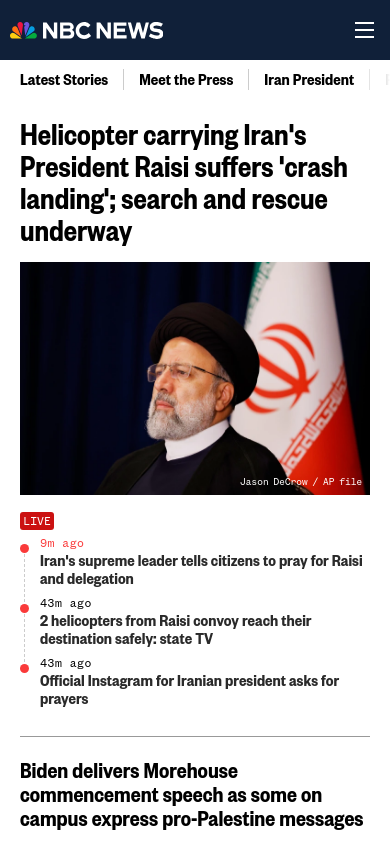 NBC NEWS
Latest Stories
Meet the Press
Iran President
Helicopter carrying Iran's
President Raisi suffers 'crash
landing'; search and rescue
underway
Jason DeCrow / AP file
LIVE
9m ago
Iran's supreme leader tells citizens to pray for Raisi
and delegation
43m ago
2 helicopters from Raisi convoy reach their
destination safely: state TV
43m ago
Official Instagram for Iranian president asks for
prayers
Biden delivers Morehouse
commencement speech as some on
campus express pro-Palestine messages